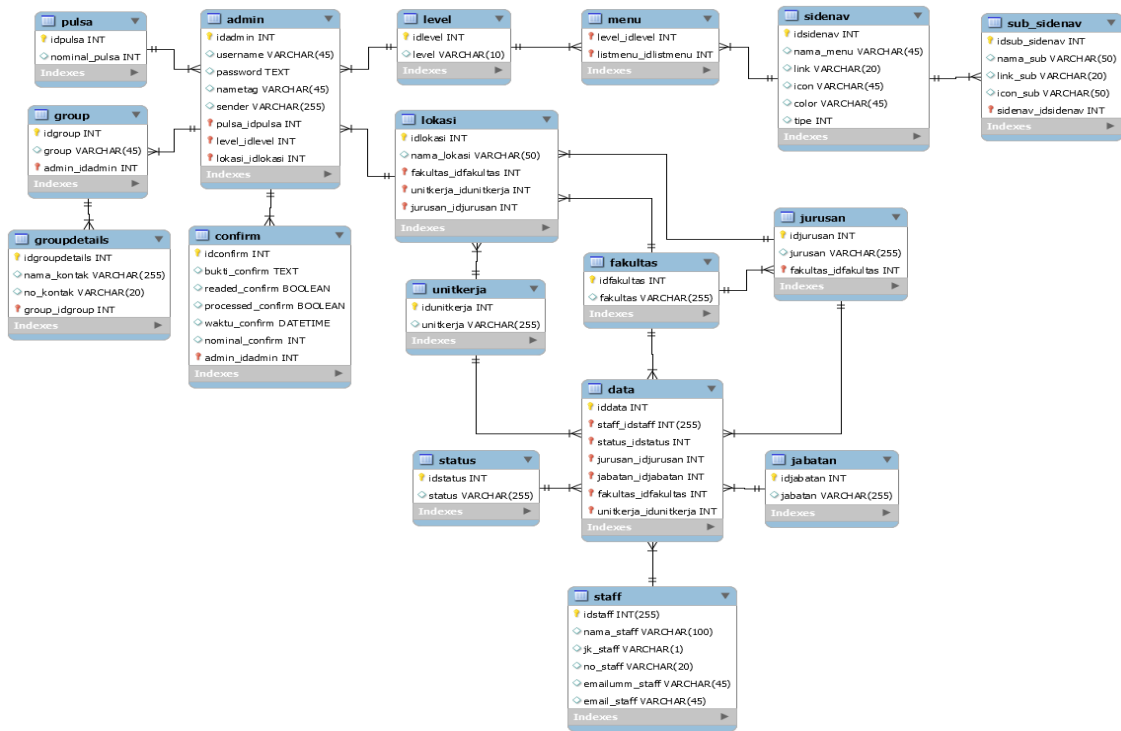 pulsa
idpulsa INT
nominal_pulsa INT
Indexes
admin
idadmin INT
username VARCHAR(45)
password TEXT
nametag VARCHAR(45)
sender VARCHAR(255)
pulsa_idpulsa INT
level_idlevel INT
lokasi_idlokasi INT
Indexes
level
idlevel INT
level VARCHAR(10)
Indexes
menu
level_idlevel INT
listmenu_idlistmenu INT
Indexes
sidenav
idsidenav INT
nama_menu VARCHAR(45)
link VARCHAR(20)
icon VARCHAR(45)
color VARCHAR(45)
tipe INT
Indexes
sub_sidenav
idsub_sidenav INT
nama_sub VARCHAR(50)
link_sub VARCHAR(20)
icon_sub VARCHAR(50)
sidenav_idsidenav INT
Indexes
group
idgroup INT
group VARCHAR(45)
admin_idadmin INT
Indexes
lokasi
idlokasi INT
nama_lokasi VARCHAR(50)
fakultas_idfakultas INT
unitkerja_idunitkerja INT
jurusan_idjurusan INT
Indexes
groupdetails
idgroupdetails INT
nama_kontak VARCHAR(255)
no_kontak VARCHAR(20)
group_idgroup INT
Indexes
confirm
idconfirm INT
bukti_confirm TEXT
readed_confirm BOOLEAN
processed_confirm BOOLEAN
waktu_confirm DATETIME
nominal_confirm INT
admin_idadmin INT
Indexes
unitkerja
idunitkerja INT
unitkerja VARCHAR(255)
Indexes
fakultas
idfakultas INT
fakultas VARCHAR(255)
Indexes
jurusan
idjurusan INT
jurusan VARCHAR(255)
fakultas_idfakultas INT
Indexes
data
iddata INT
staff_idstaff INT(255)
status_idstatus INT
jurusan_idjurusan INT
jabatan_idjabatan INT
fakultas_idfakultas INT
unitkerja_idunitkerja INT
Indexes
status
idstatus INT
status VARCHAR(255)
Indexes
jabatan
idjabatan INT
jabatan VARCHAR(255)
Indexes
staff
idstaff INT(255)
nama_staff VARCHAR(100)
jk_staff VARCHAR(1)
no_staff VARCHAR(20)
emailumm_staff VARCHAR(45)
email_staff VARCHAR(45)
Indexes